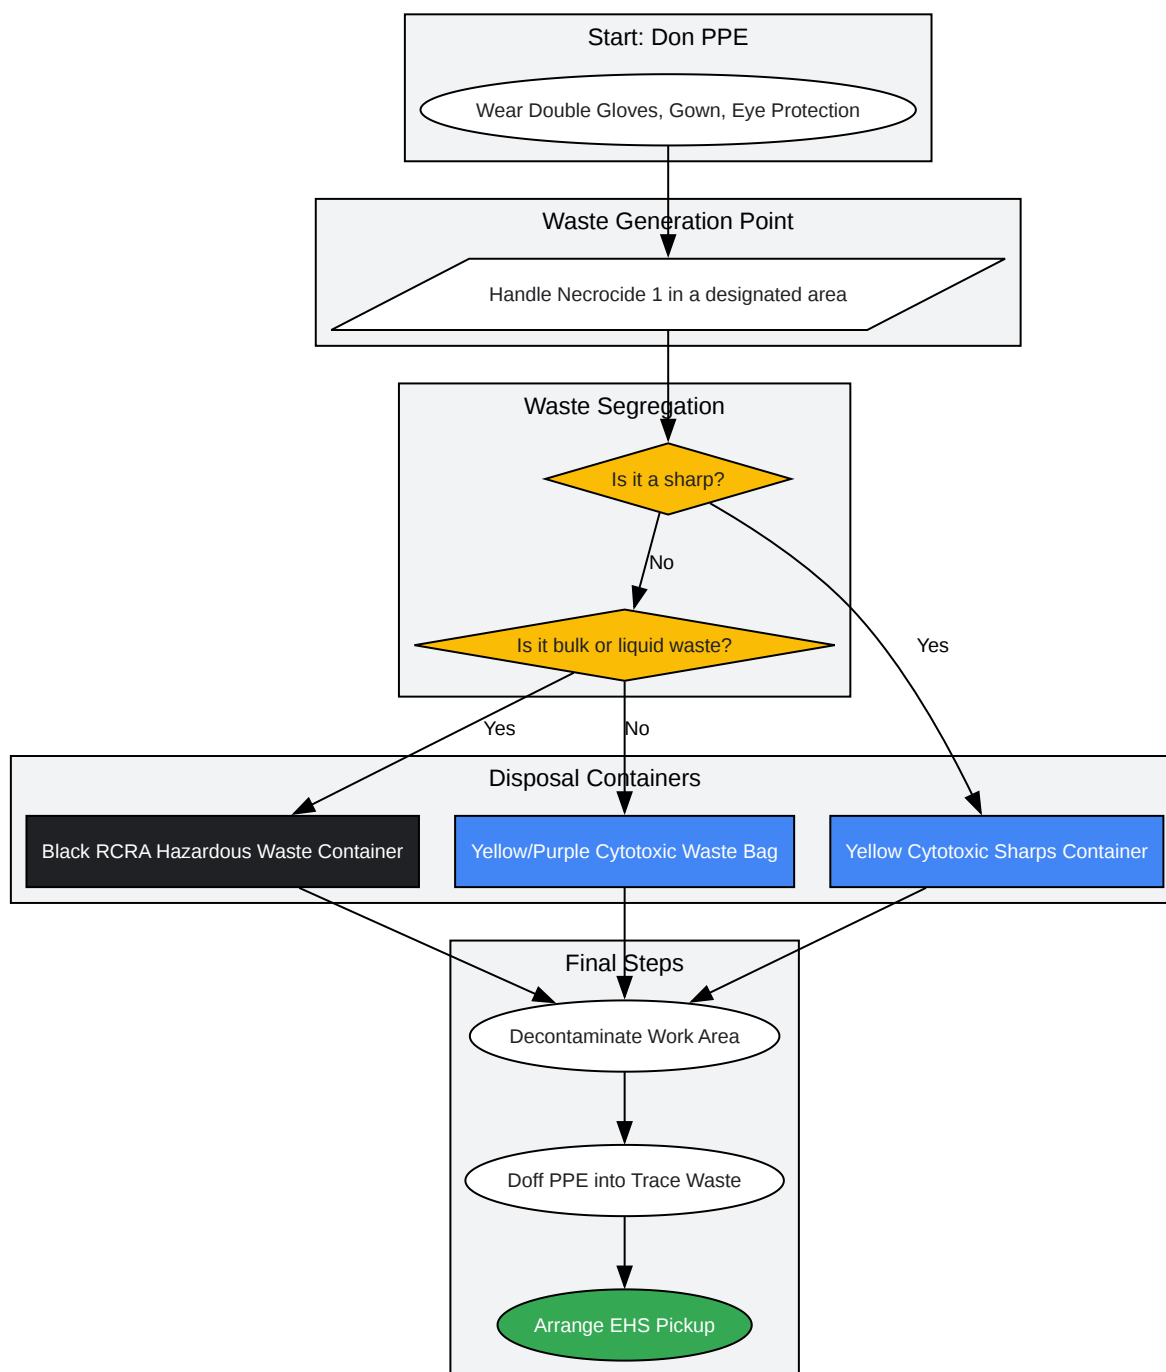 Start: Don PPE
Wear Double Gloves, Gown, Eye Protection
Waste Generation Point
Handle Necrocide 1 in a designated area
Waste Segregation
Is it a sharp?
No
Is it bulk or liquid waste?
Yes
Yes
No
Disposal Containers
Black RCRA Hazardous Waste Container
Yellow/Purple Cytotoxic Waste Bag
Yellow Cytotoxic Sharps Container
Final Steps
Decontaminate Work Area
Doff PPE into Trace Waste
Arrange EHS Pickup